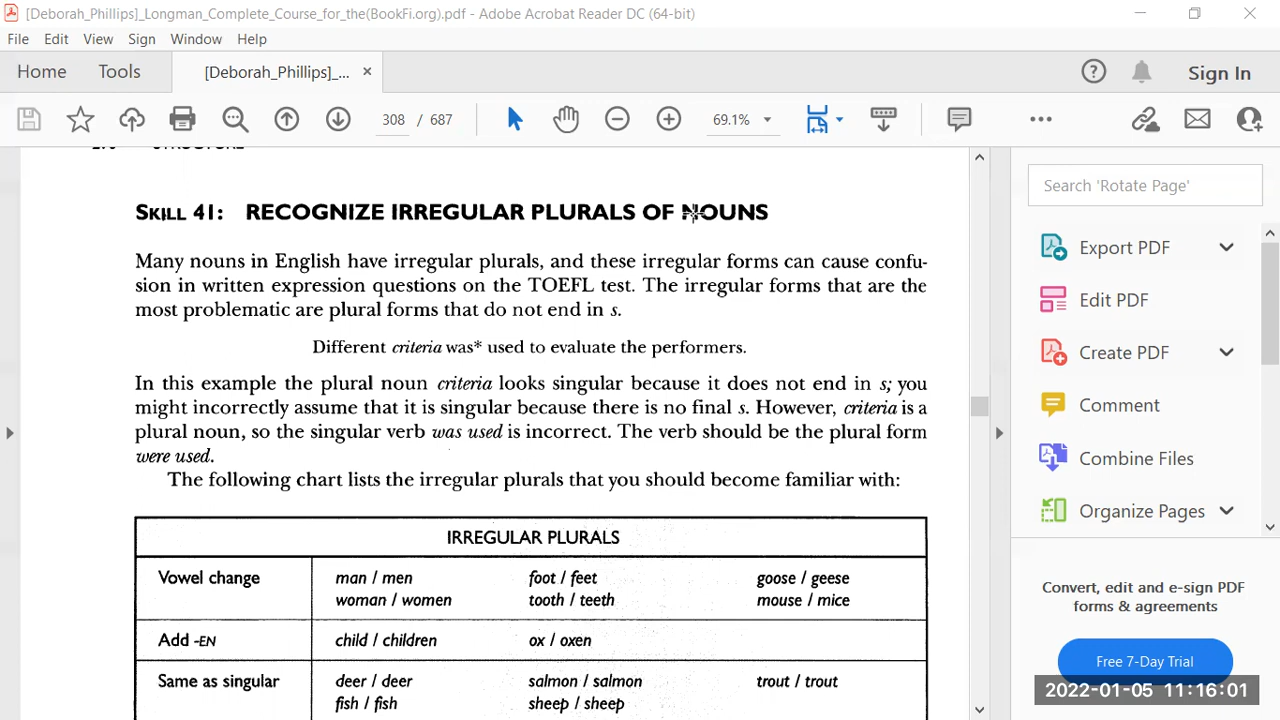 [Deborah_Phillips]_Longman_Complete_Course_for_the(BookFi.org).pdf - Adobe Acrobat Reader DC (64-bit)
File Edit View Sign Window Help
Home Tools [Deborah_Phillips]_... × Sign In
308 / 687 69.1%
STRUCTURE
SKILL 41: RECOGNIZE IRREGULAR PLURALS OF NOUNS
Many nouns in English have irregular plurals, and these irregular forms can cause confu-
sion in written expression questions on the TOEFL test. The irregular forms that are the
most problematic are plural forms that do not end in s.
Different criteria was* used to evaluate the performers.
In this example the plural noun criteria looks singular because it does not end in s; you
might incorrectly assume that it is singular because there is no final s. However, criteria is a
plural noun, so the singular verb was used is incorrect. The verb should be the plural form
were used.
The following chart lists the irregular plurals that you should become familiar with:
IRREGULAR PLURALS
Vowel change man / men foot / feet goose / geese
woman / women tooth / teeth mouse / mice
Add -EN child / children ox / oxen
Same as singular deer / deer salmon / salmon trout / trout
fish / fish sheep / sheep
Search 'Rotate Page'
Export PDF
Edit PDF
Create PDF
Comment
Combine Files
Organize Pages
Convert, edit and e-sign PDF
forms & agreements
Free 7-Day Trial
2022-01-05 11:16:01